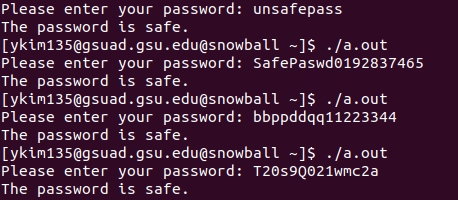 Please enter your password: unsafepass
The password is safe.
[ykim135@gsuad.gsu.edu@snowball ~]$ ./a.out
Please enter your password: SafePaswd0192837465
The password is safe.
[ykim135@gsuad.gsu.edu@snowball ~]$ ./a.out
Please enter your password: bbppddqq11223344
The password is safe.
[ykim135@gsuad.gsu.edu@snowball ~]$ ./a.out
Please enter your password: T20s9Q021wmc2a
The password is safe.